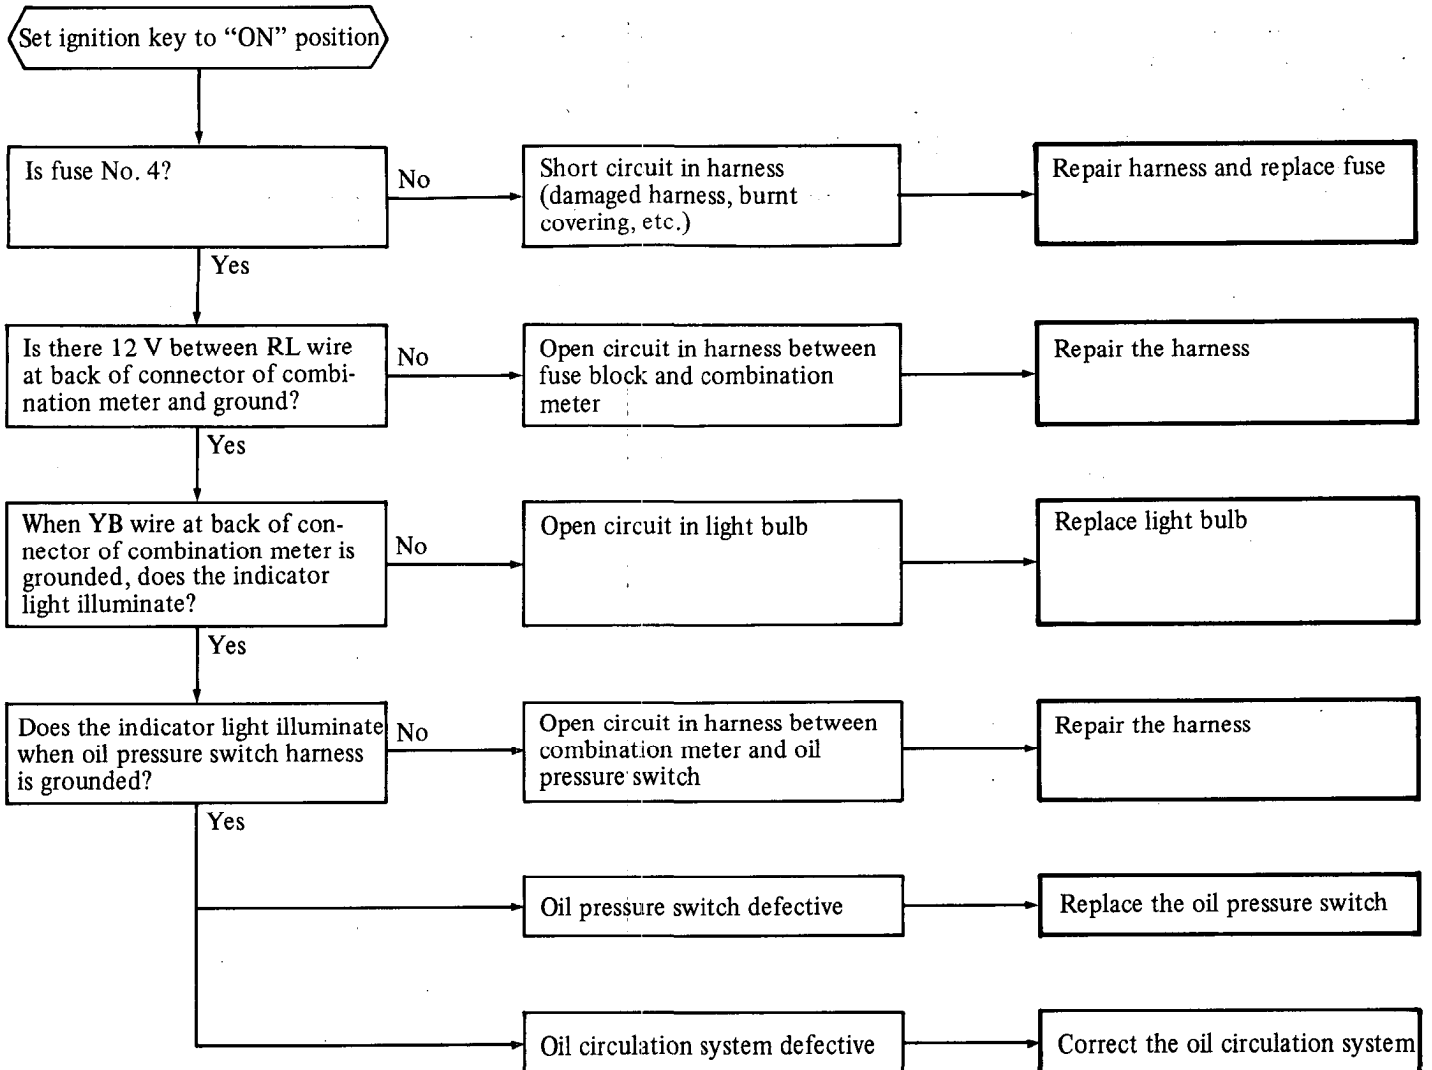 Set ignition key to “ON” position
Is fuse No. 4?
No
Short circuit in harness
(damaged harness, burnt
covering, etc.)
Repair harness and replace fuse
Yes
Is there 12 V between RL wire
at back of connector of combi-
nation meter and ground?
No
Open circuit in harness between
fuse block and combination
meter
Repair the harness
Yes
When YB wire at back of con-
nector of combination meter is
grounded, does the indicator
light illuminate?
No
Open circuit in light bulb
Replace light bulb
Yes
Does the indicator light illuminate
when oil pressure switch harness
is grounded?
No
Open circuit in harness between
combination meter and oil
pressure switch
Repair the harness
Yes
Oil pressure switch defective
Replace the oil pressure switch
Oil circulation system defective
Correct the oil circulation system